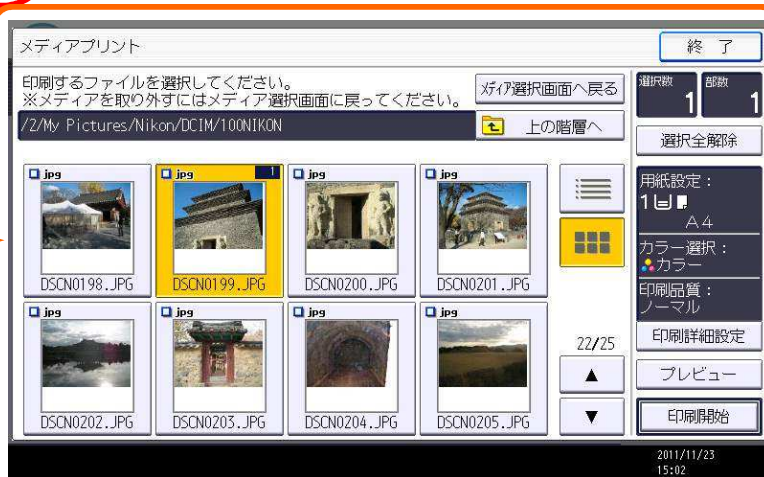 メディアプリント
終 了
印刷するファイルを選択してください。
※メディアを取り外すにはメディア選択画面に戻ってください。
ﾒﾃﾞｨｱ選択画面へ戻る
選択数
1
部数
1
/2/My Pictures/Nikon/DCIM/100NIKON
上の階層へ
選択全解除
jpg
DSCN0198.JPG
jpg
1
DSCN0199.JPG
jpg
DSCN0200.JPG
jpg
DSCN0201.JPG
用紙設定：
1
A4
カラー選択：
カラー
印刷品質：
ノーマル
jpg
DSCN0202.JPG
jpg
DSCN0203.JPG
jpg
DSCN0204.JPG
jpg
DSCN0205.JPG
22/25
▲
▼
印刷詳細設定
プレビュー
印刷開始
2011/11/23
15:02